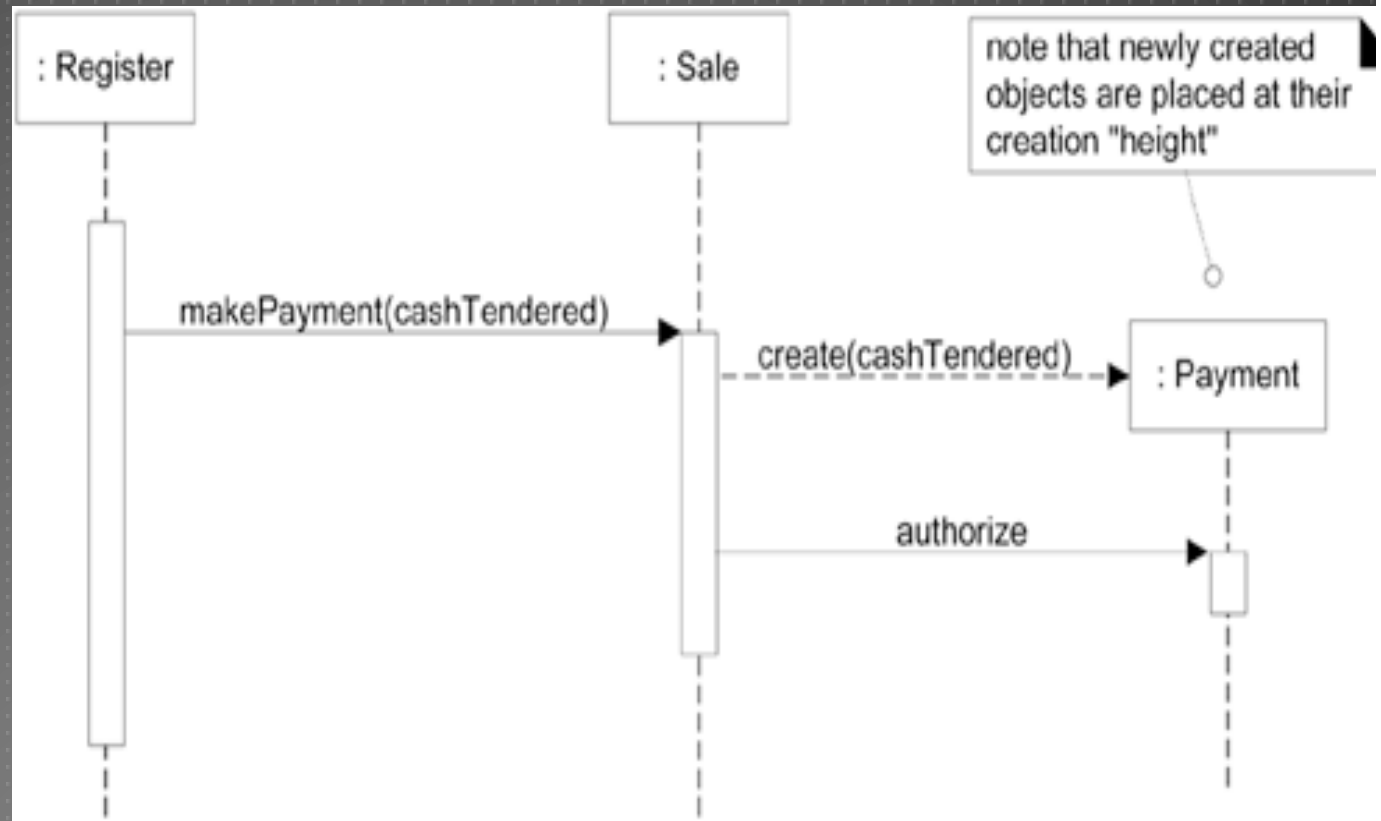 : Register
: Sale
note that newly created
objects are placed at their
creation "height"
makePayment(cashTendered)
create(cashTendered)
: Payment
authorize